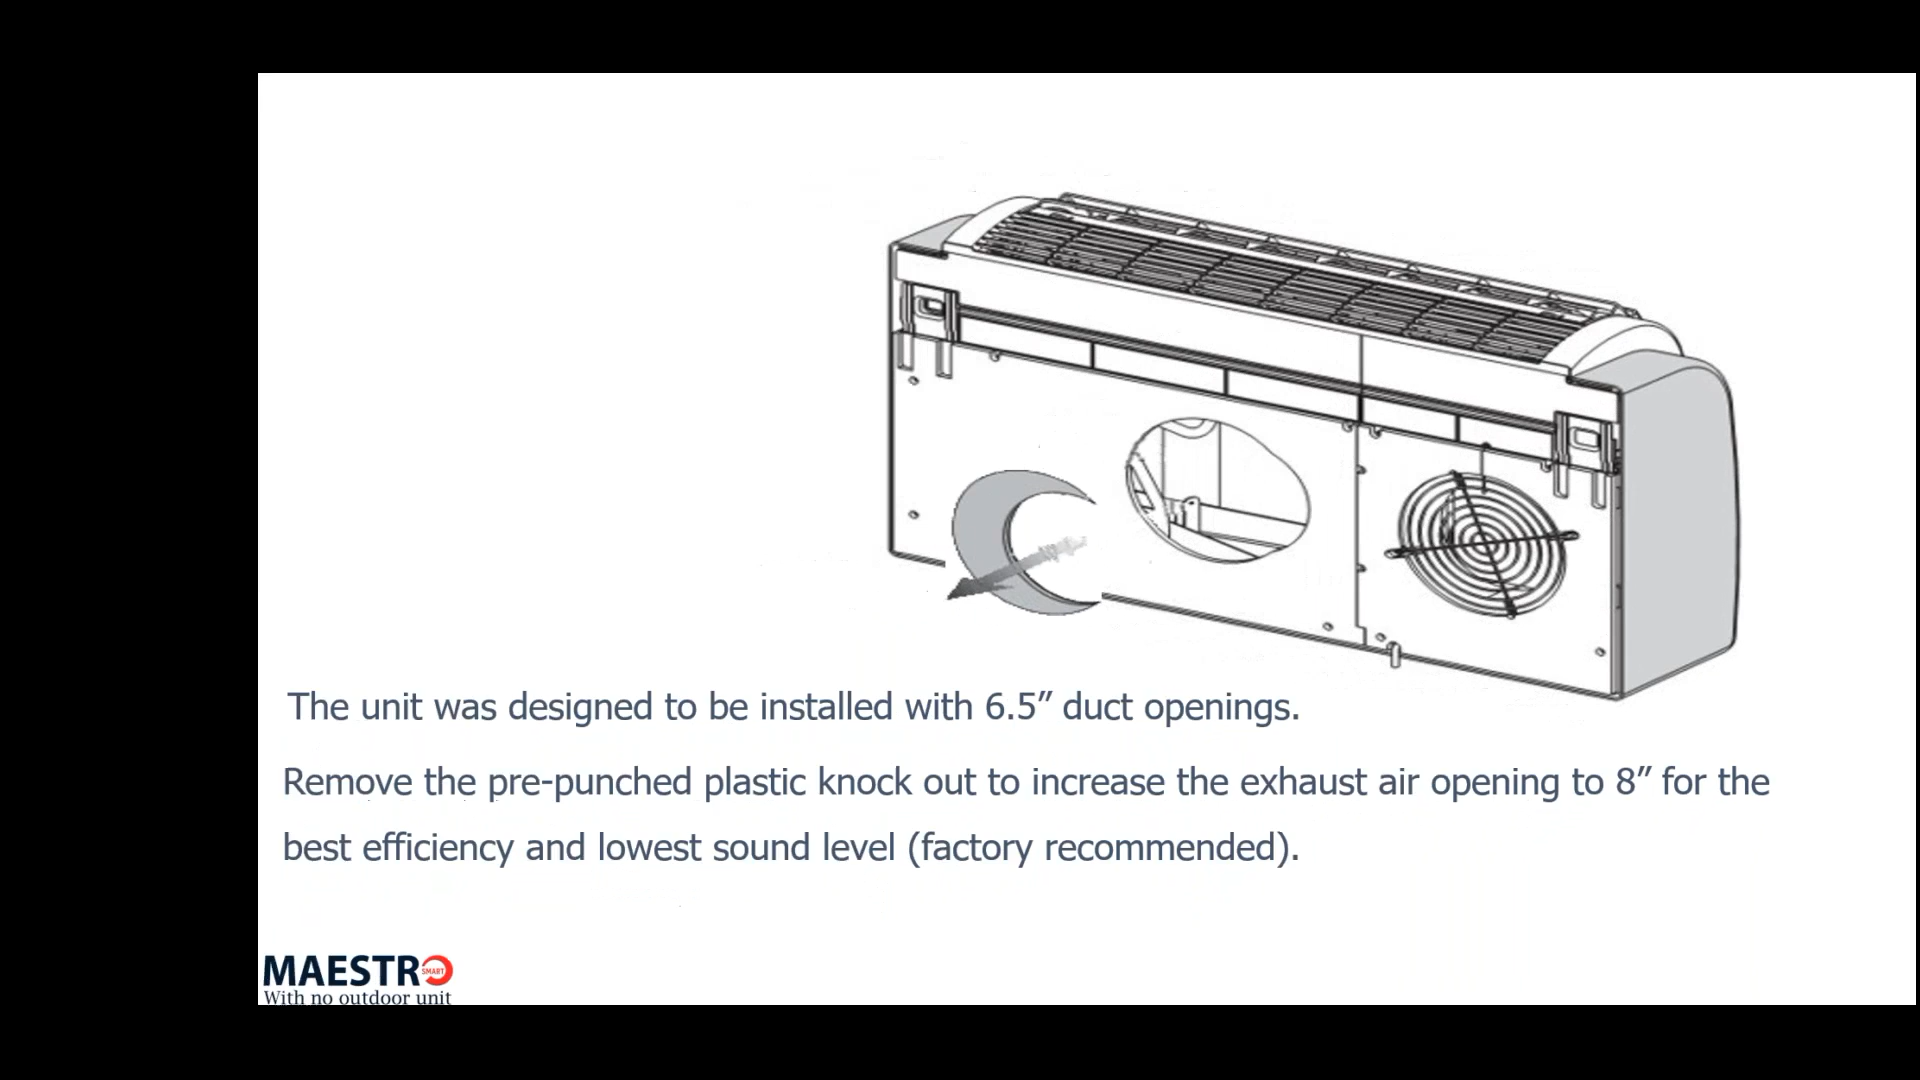 The unit was designed to be installed with 6.5″ duct openings.
Remove the pre-punched plastic knock out to increase the exhaust air opening to 8″ for the
best efficiency and lowest sound level (factory recommended).
MAESTRO SMART
With no outdoor unit